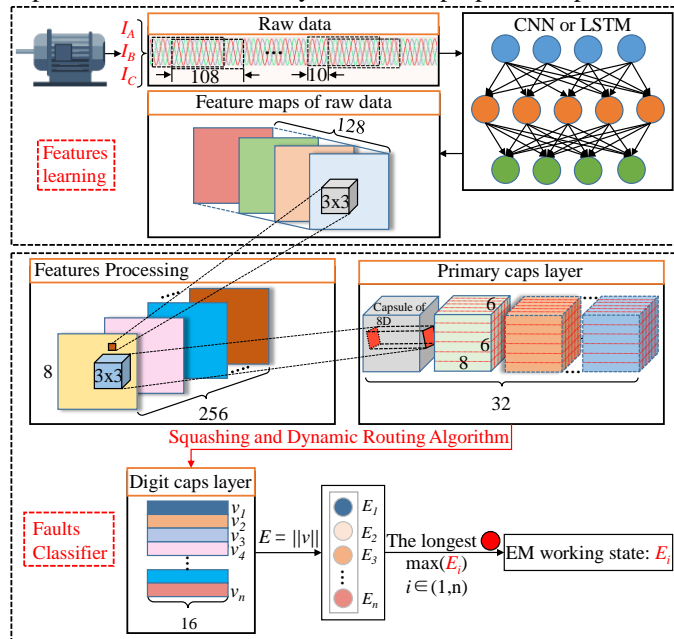 Raw data
I_A
I_B
I_C
108
10
CNN or LSTM
Feature maps of raw data
128
3x3
Features
learning
Features Processing
8
3x3
256
Primary caps layer
Capsule of
8D
6
6
8
32
Squashing and Dynamic Routing Algorithm
Digit caps layer
v_1
v_2
v_3
v_4
v_n
16
E = ||v||
E_1
E_2
E_3
E_n
The longest
max(E_i)
i ∈ (1,n)
EM working state: E_i
Faults
Classifier